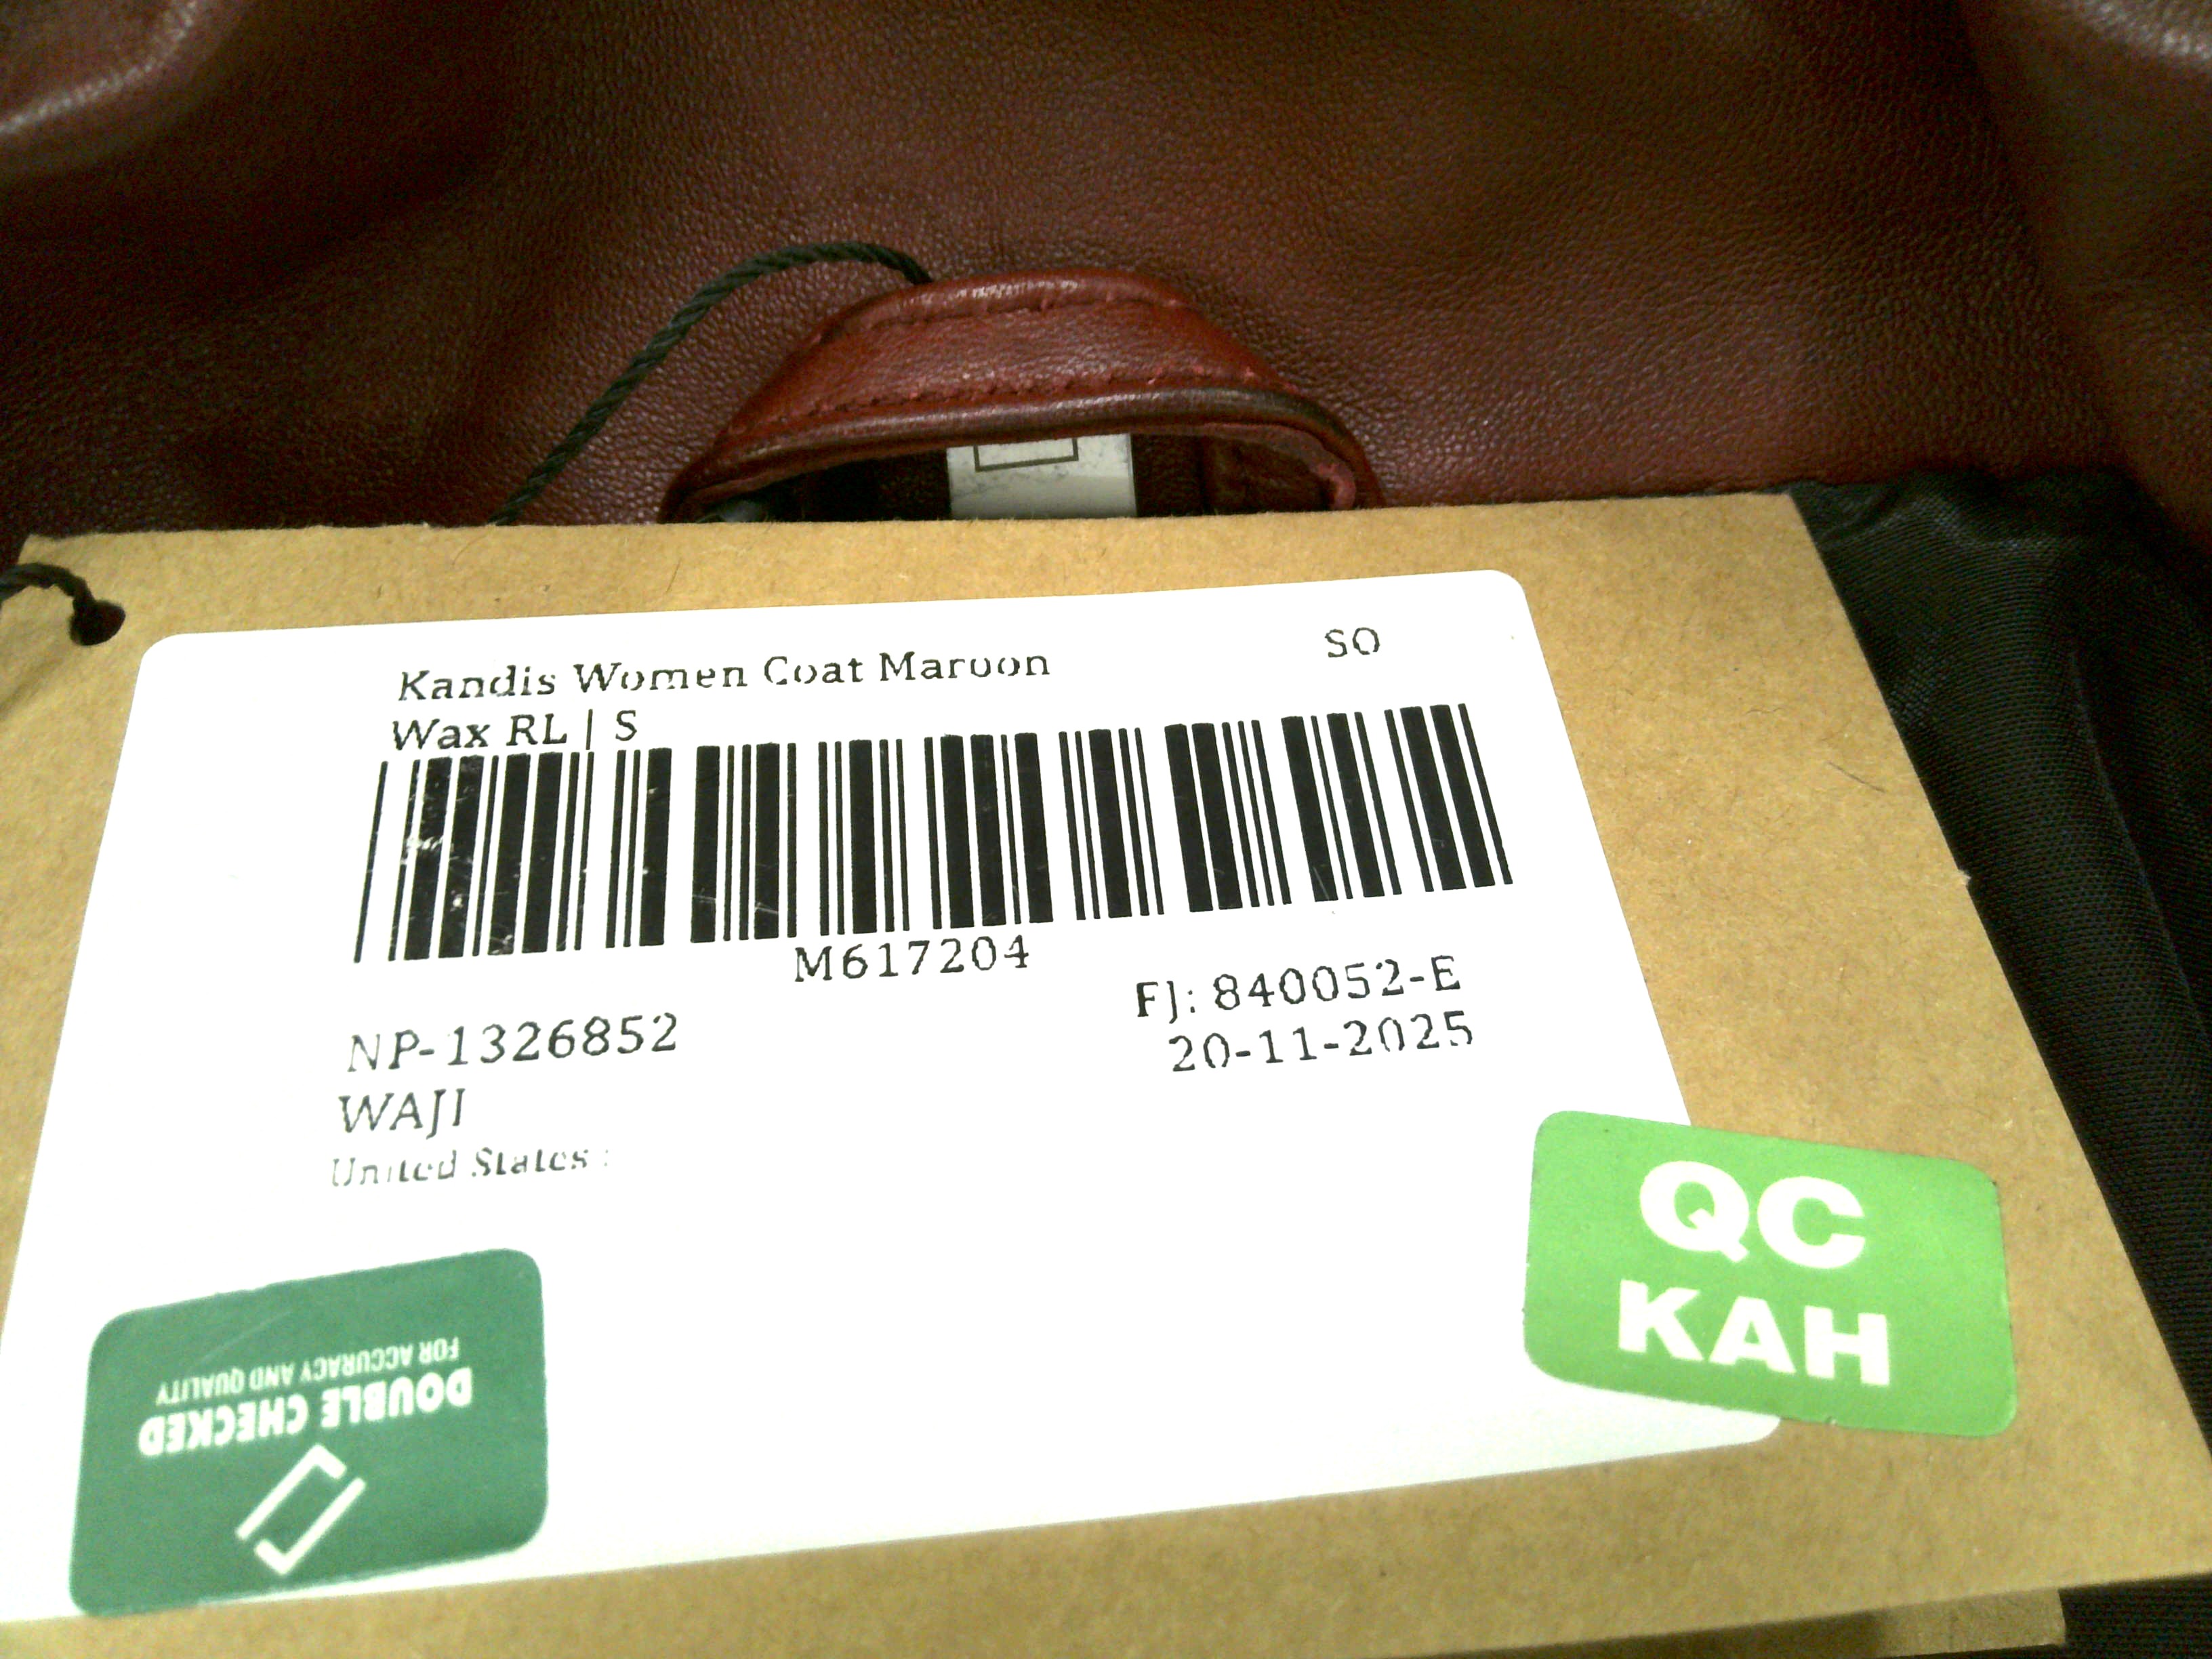 Kandis Women Coat Maroon
SO
Wax RL | S
M617204
FJ: 840052-E
NP-1326852
20-11-2025
WAJI
United States :
QC
KAH
DOUBLE CHECKED
FOR ACCURACY AND QUALITY